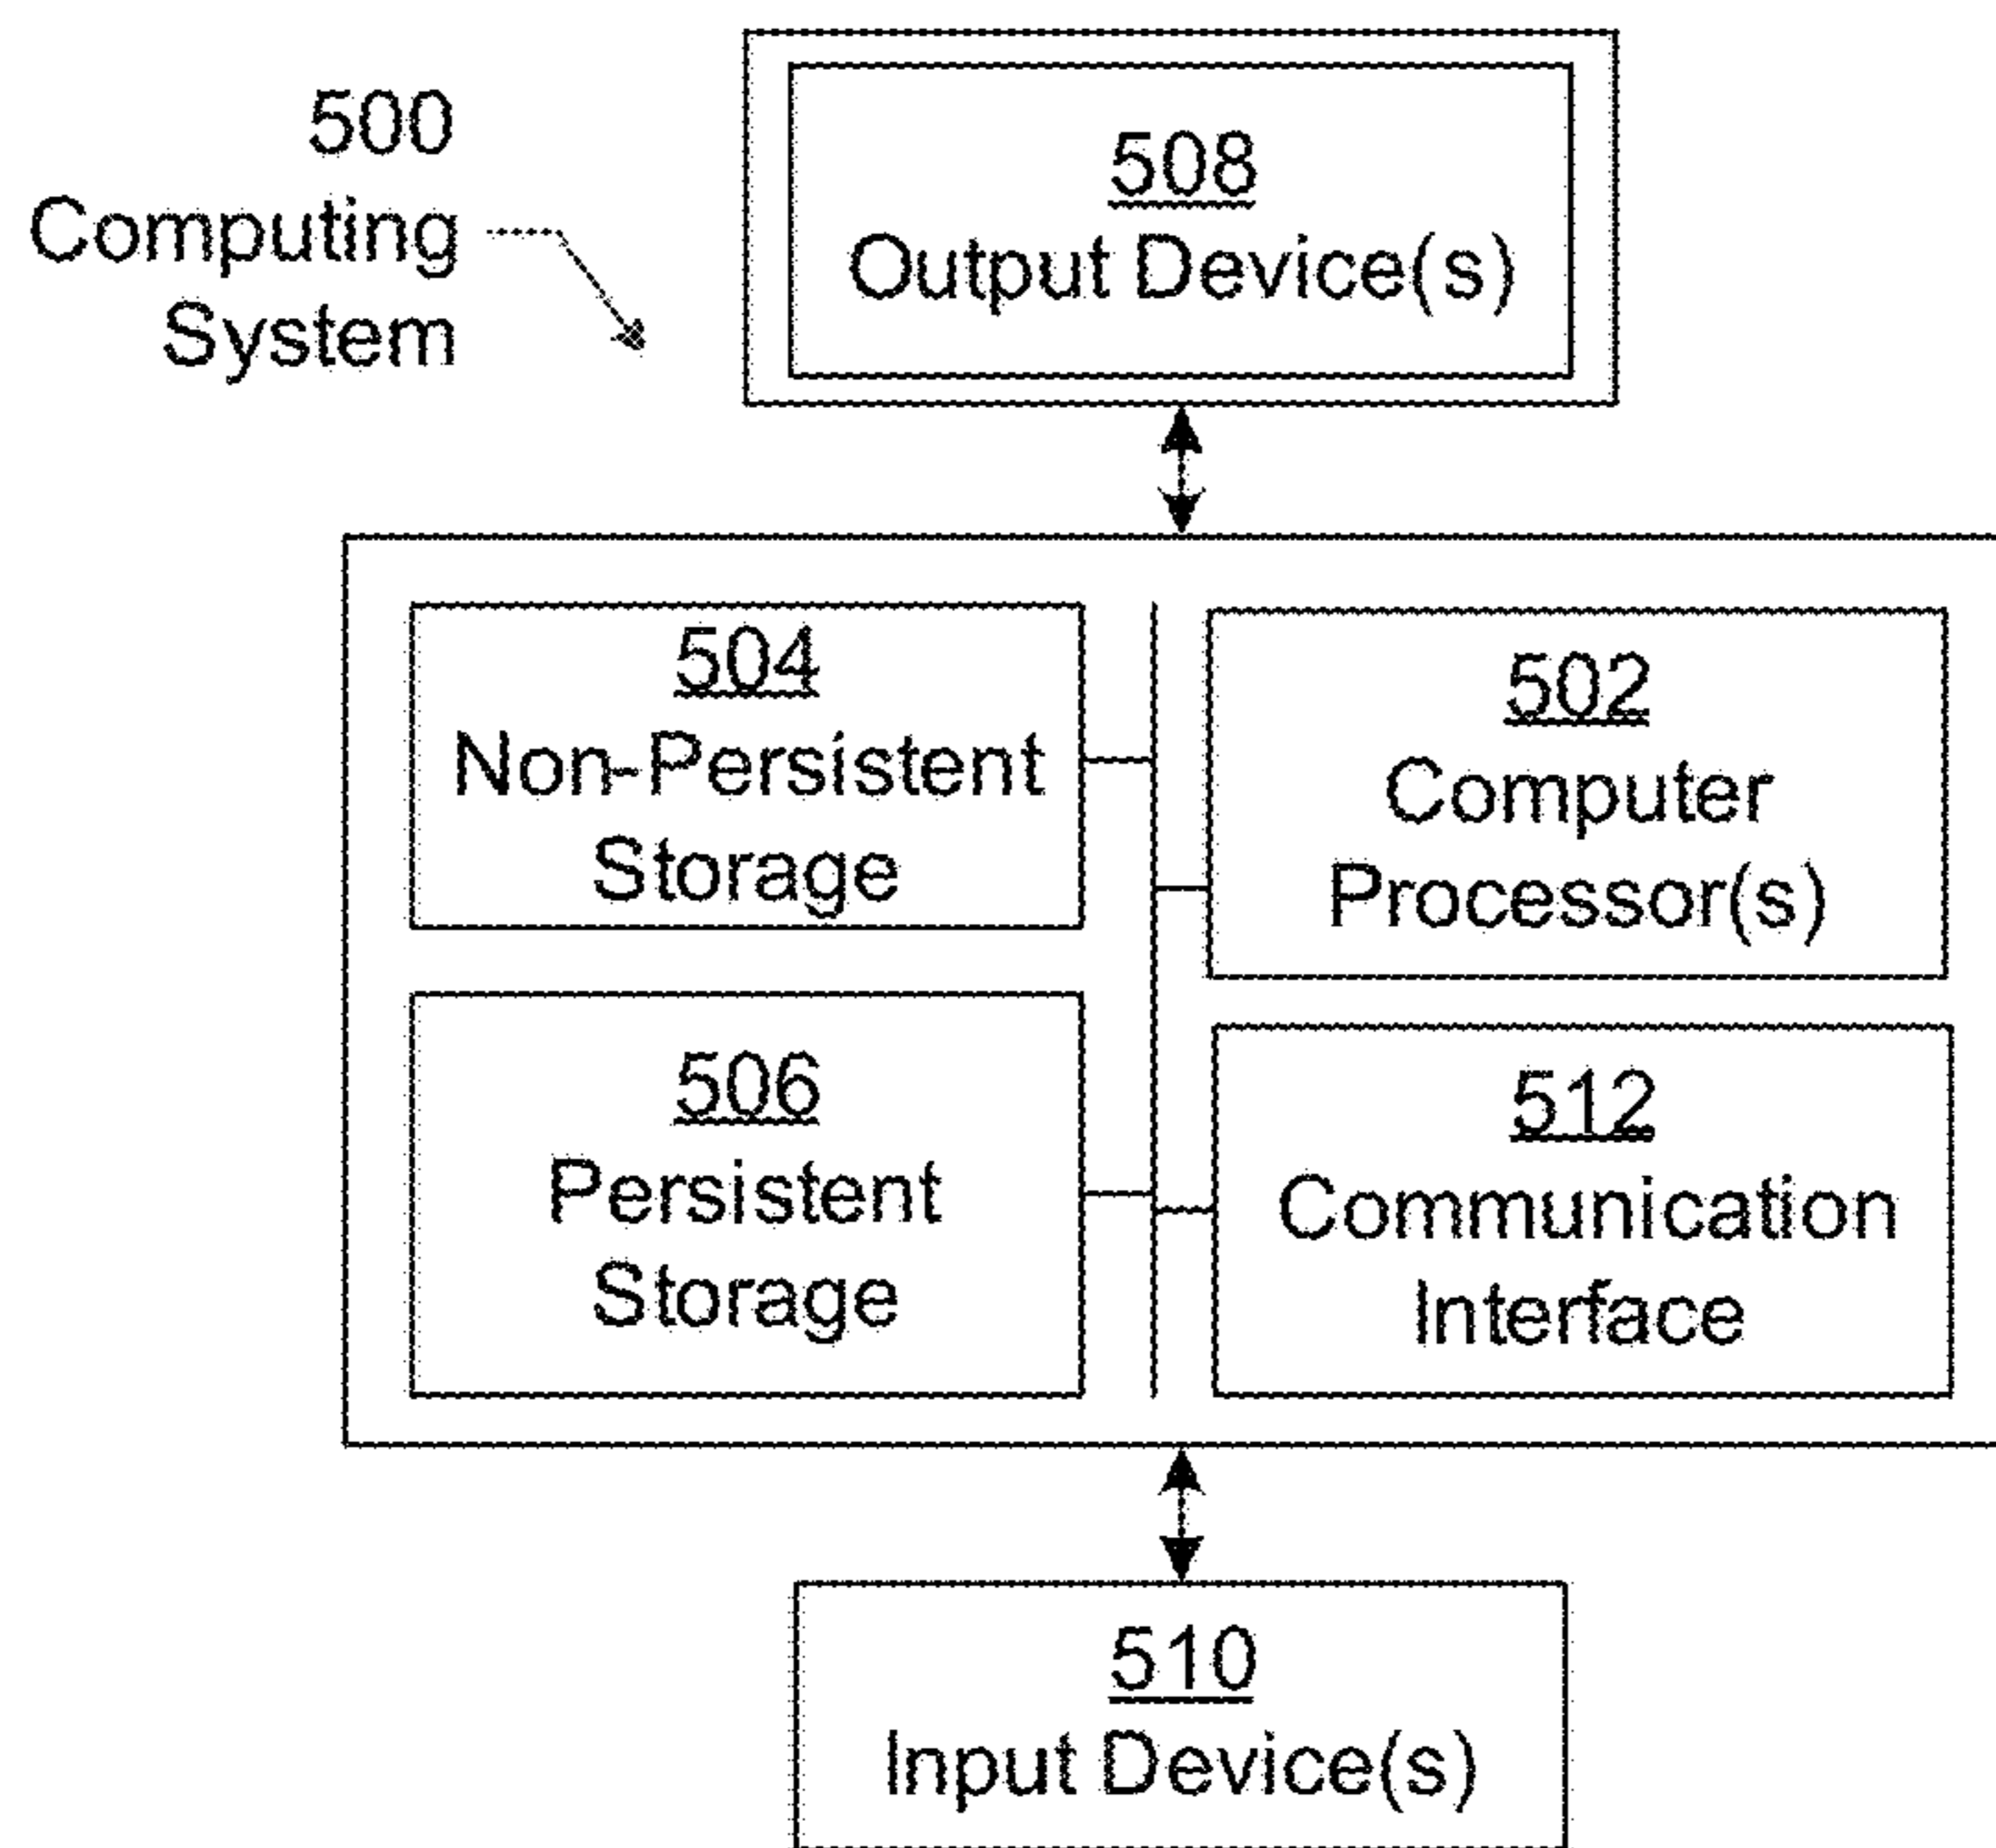 500
Computing
System
508
Output Device(s)
504
Non-Persistent
Storage
502
Computer
Processor(s)
506
Persistent
Storage
512
Communication
Interface
510
Input Device(s)